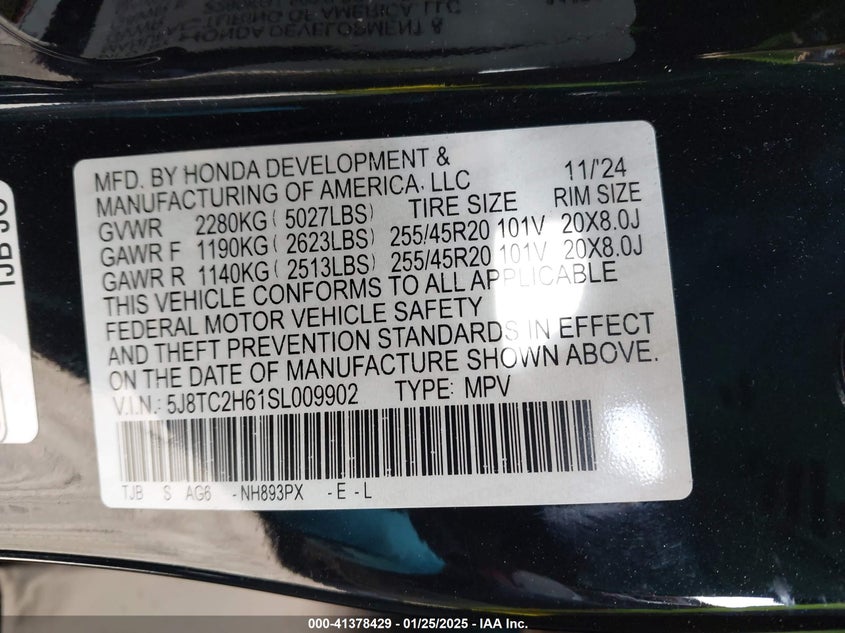 MFD. BY HONDA DEVELOPMENT & 11/'24
MANUFACTURING OF AMERICA, LLC
GVWR 2280KG ( 5027LBS) TIRE SIZE RIM SIZE
GAWR F 1190KG ( 2623LBS) 255/45R20 101V 20X8.0J
GAWR R 1140KG ( 2513LBS) 255/45R20 101V 20X8.0J
THIS VEHICLE CONFORMS TO ALL APPLICABLE
FEDERAL MOTOR VEHICLE SAFETY
AND THEFT PREVENTION STANDARDS IN EFFECT
ON THE DATE OF MANUFACTURE SHOWN ABOVE.
V.I.N.: 5J8TC2H61SL009902 TYPE: MPV
TJB S AG6 -NH893PX -E -L
000-41378429 - 01/25/2025 - IAA Inc.